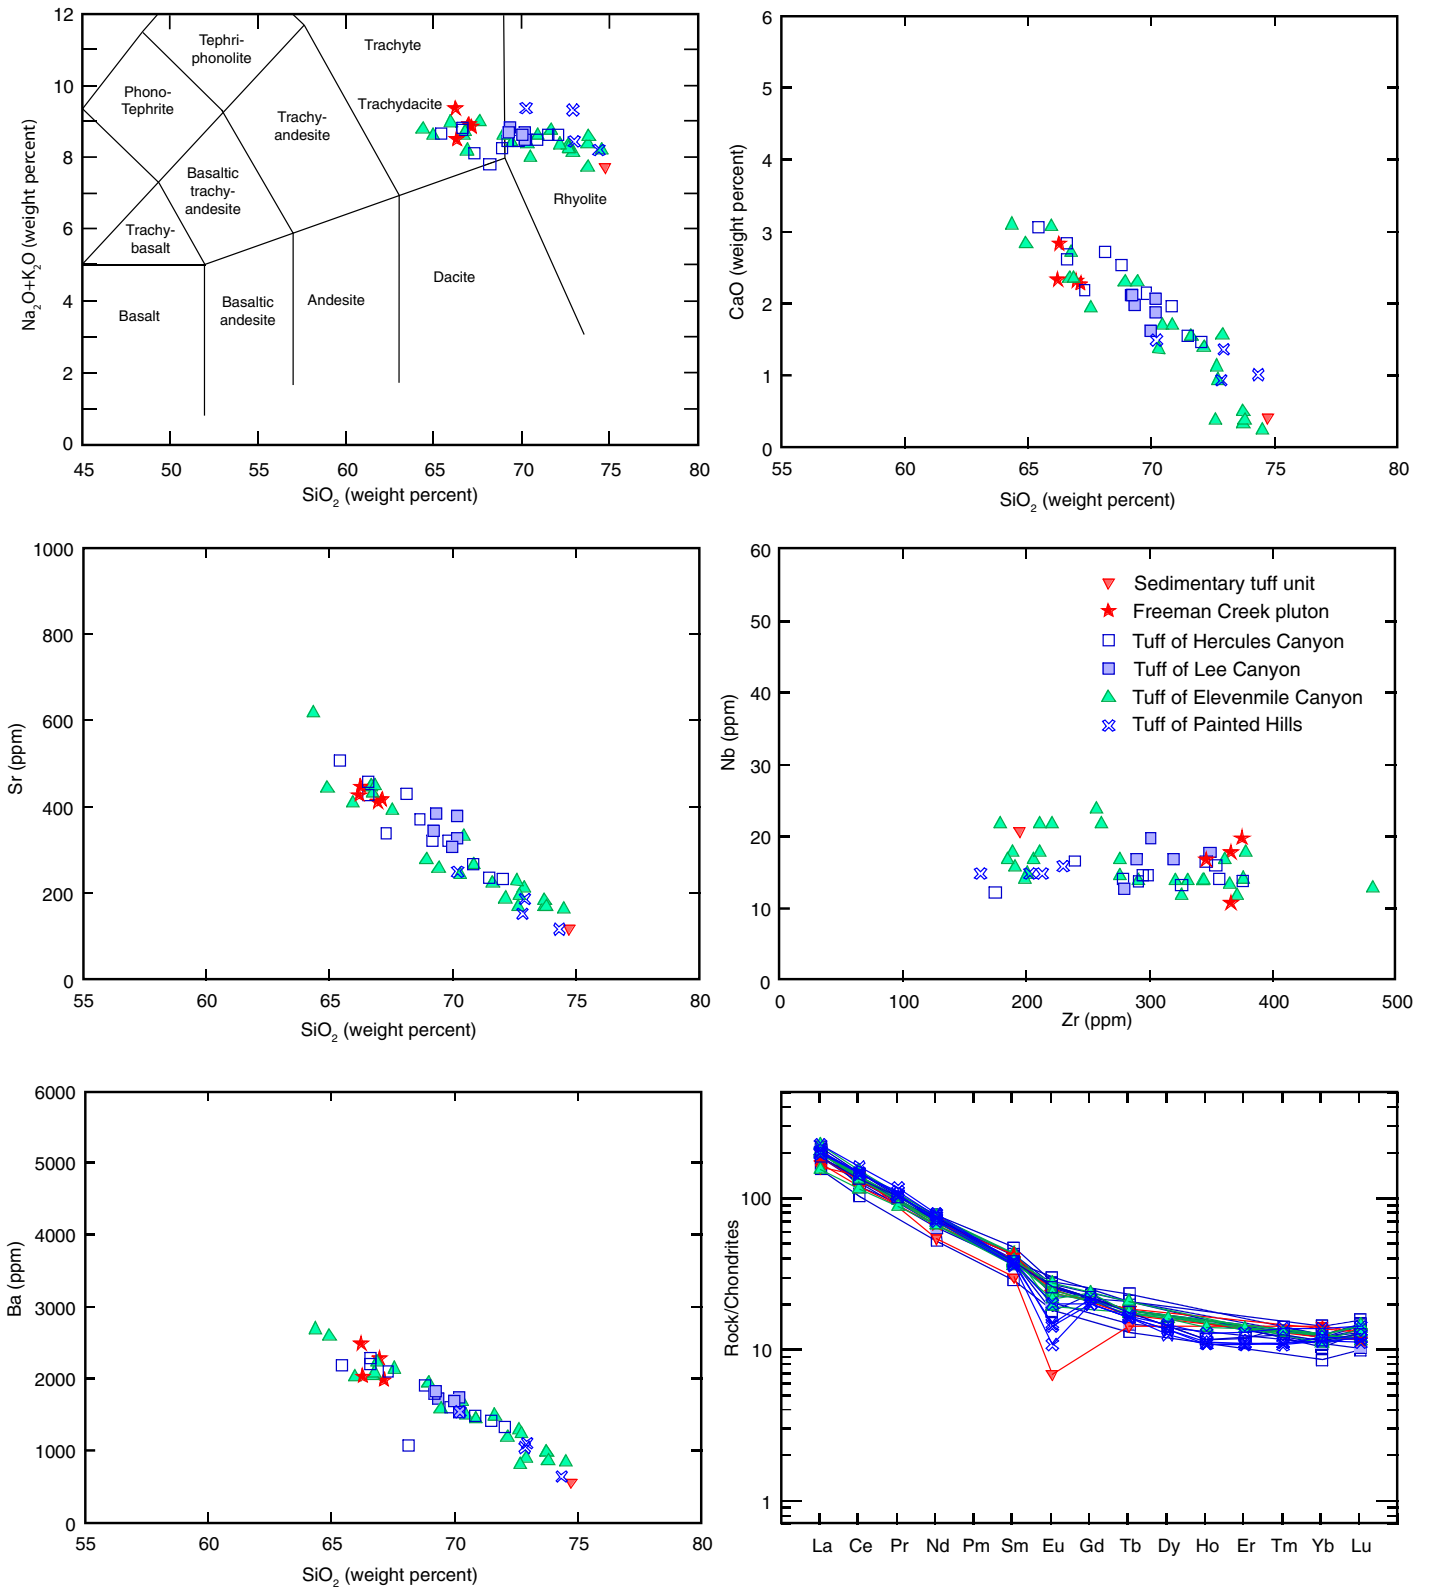 12
10
8
6
4
2
0
45
50
55
60
65
70
75
80
Na2O+K2O (weight percent)
SiO2 (weight percent)
Tephri-
phonolite
Trachyte
Phono-
Tephrite
Trachydacite
Trachy-
andesite
Basaltic
trachy-
andesite
Rhyolite
Trachy-
basalt
Dacite
Basalt
Basaltic
andesite
Andesite
6
5
4
3
2
1
0
55
60
65
70
75
80
CaO (weight percent)
SiO2 (weight percent)
1000
800
600
400
200
0
55
60
65
70
75
80
Sr (ppm)
SiO2 (weight percent)
60
50
40
30
20
10
0
0
100
200
300
400
500
Nb (ppm)
Zr (ppm)
Sedimentary tuff unit
Freeman Creek pluton
Tuff of Hercules Canyon
Tuff of Lee Canyon
Tuff of Elevenmile Canyon
Tuff of Painted Hills
6000
5000
4000
3000
2000
1000
0
55
60
65
70
75
80
Ba (ppm)
SiO2 (weight percent)
100
10
1
Rock/Chondrites
La Ce Pr Nd Pm Sm Eu Gd Tb Dy Ho Er Tm Yb Lu